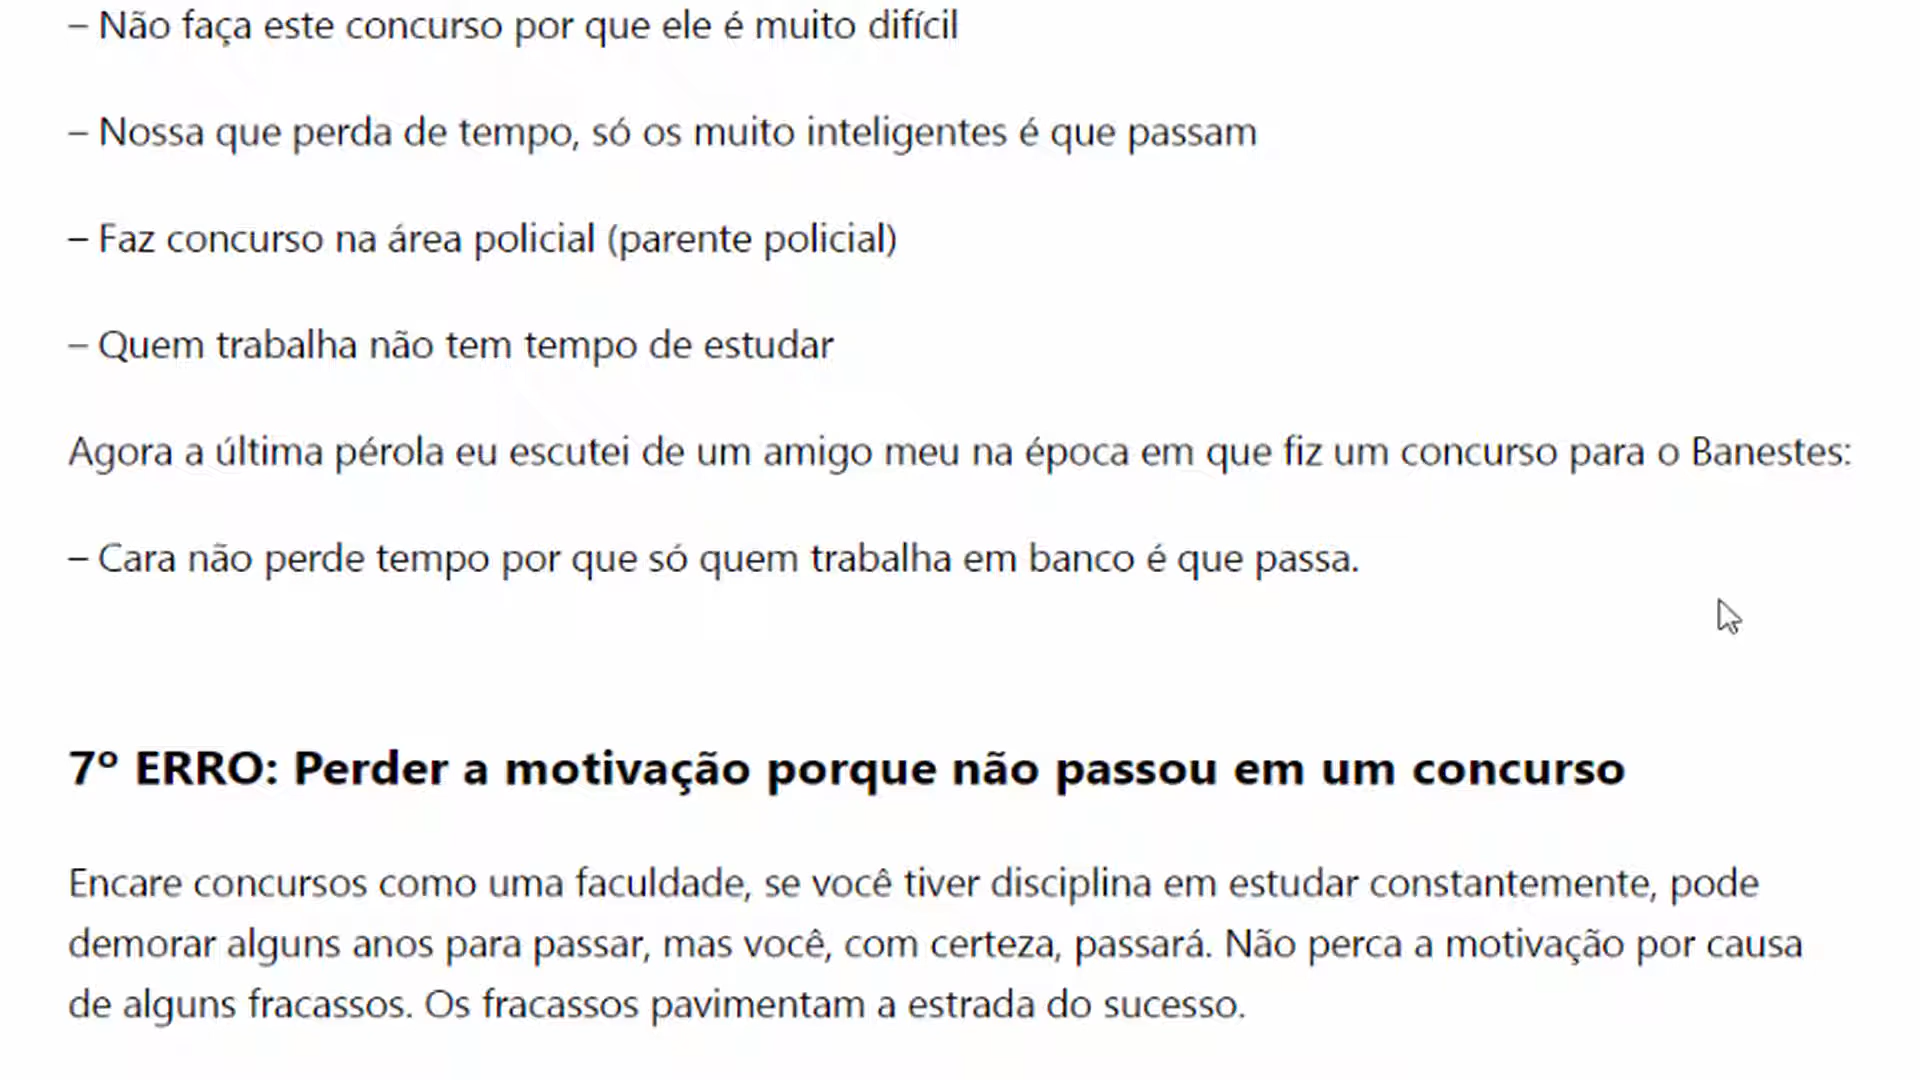 – Não faça este concurso por que ele é muito difícil
– Nossa que perda de tempo, só os muito inteligentes é que passam
– Faz concurso na área policial (parente policial)
– Quem trabalha não tem tempo de estudar
Agora a última pérola eu escutei de um amigo meu na época em que fiz um concurso para o Banestes:
– Cara não perde tempo por que só quem trabalha em banco é que passa.
7º ERRO: Perder a motivação porque não passou em um concurso
Encare concursos como uma faculdade, se você tiver disciplina em estudar constantemente, pode
demorar alguns anos para passar, mas você, com certeza, passará. Não perca a motivação por causa
de alguns fracassos. Os fracassos pavimentam a estrada do sucesso.